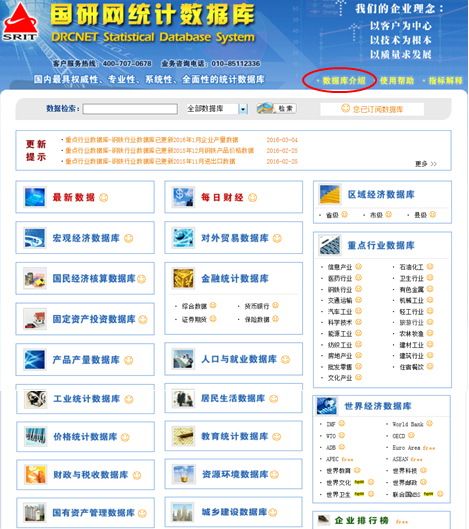 SRIT
国研网统计数据库
DRCNET Statistical Database System
客户服务热线：400-707-0678 业务咨询电话：010-85112336
国内最具权威性、专业性、系统性、全面性的统计数据库
我们的企业理念：
以客户为中心
以技术为根本
以质量求发展
· 数据库介绍 · 使用帮助 · 指标解释
数据检索： 全部数据库 检索 您已订阅数据库
更新提示
· 重点行业数据库-钢铁行业数据库已更新2016年1月企业产量数据 2016-03-04
· 重点行业数据库-钢铁行业数据库已更新2015年12月钢铁产品价格数据 2016-02-25
· 重点行业数据库-钢铁行业数据库已更新2015年11月进出口数据 2016-02-25
更多 >>
最新数据
宏观经济数据库
国民经济核算数据库
固定资产投资数据库
产品产量数据库
工业统计数据库
价格统计数据库
财政与税收数据库
国有资产管理数据库
每日财经
对外贸易数据库
金融统计数据库
· 综合数据 · 货币银行
· 证券期货 · 保险数据
人口与就业数据库
居民生活数据库
教育统计数据库
资源环境数据库
城乡建设数据库
区域经济数据库
· 省级 · 市级 · 县级
重点行业数据库
· 信息产业 · 石油化工
· 医药行业 · 卫生行业
· 钢铁行业 · 有色金属
· 交通运输 · 机械工业
· 汽车工业 · 轻工行业
· 科学技术 · 旅游行业
· 能源工业 · 农林牧渔
· 纺织工业 · 建材工业
· 房地产业 · 建筑行业
· 批发零售 · 住宿餐饮
· 文化产业
世界经济数据库
· IMF · World Bank
· WTO · OECD
· ADB · Euro Area free
· APEC free · ASEAN free
· 世界教育 · 世界科技
· 世界文化 · 世界邮政
· 世界卫生 · 联合国MBS
企业排行榜 free